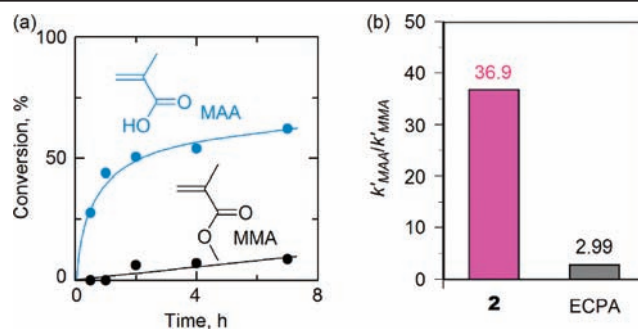 (a)
100
50
0
Conversion, %
0
4
8
Time, h
O
HO
MAA
O
O
MMA
(b)
50
40
30
20
10
0
k'MAA/k'MMA
36.9
2.99
2
ECPA